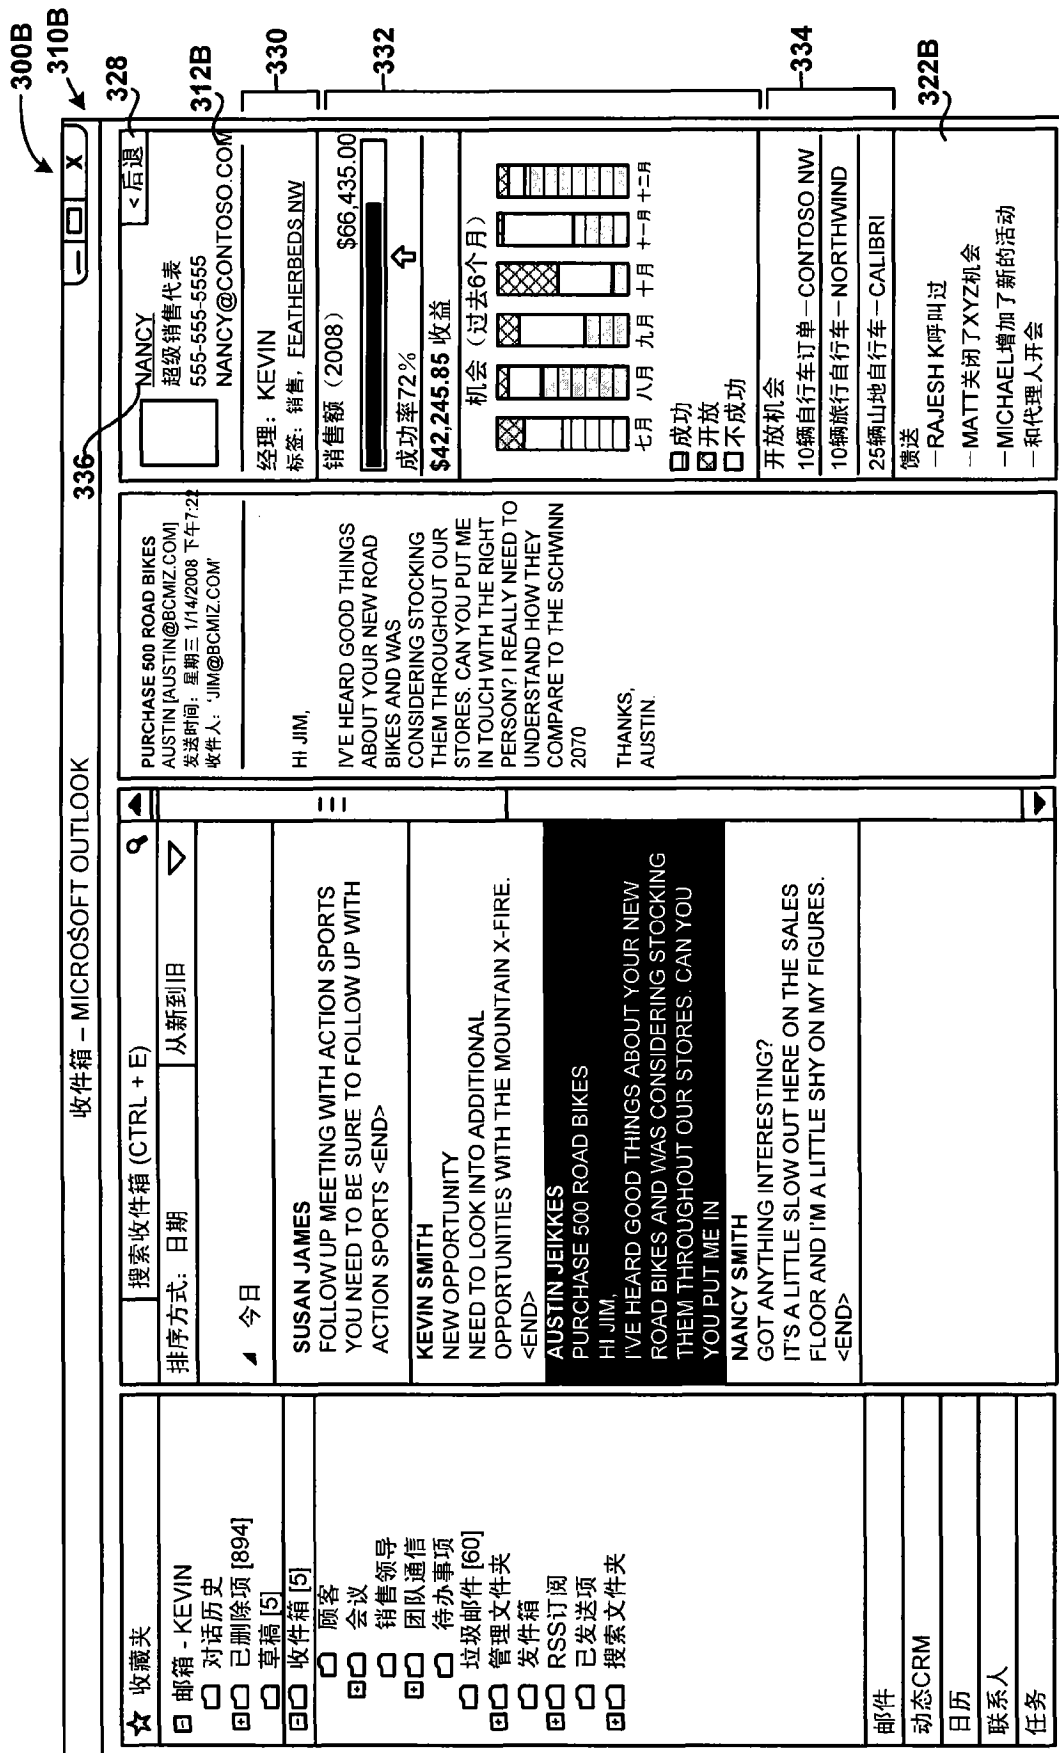 300B
310B
328
312B
330
332
334
322B
336
收件箱 – MICROSOFT OUTLOOK
X
☆ 收藏夹
邮箱 - KEVIN
对话历史
已删除项 [894]
草稿 [5]
收件箱 [5]
顾客
会议
销售领导
团队通信
待办事项
垃圾邮件 [60]
管理文件夹
发件箱
RSS订阅
已发送项
搜索文件夹
邮件
动态CRM
日历
联系人
任务
搜索收件箱 (CTRL + E)
排序方式：日期
从新到旧
今日
SUSAN JAMES
FOLLOW UP MEETING WITH ACTION SPORTS
YOU NEED TO BE SURE TO FOLLOW UP WITH
ACTION SPORTS <END>
KEVIN SMITH
NEW OPPORTUNITY
NEED TO LOOK INTO ADDITIONAL
OPPORTUNITIES WITH THE MOUNTAIN X-FIRE.
<END>
AUSTIN JEIKKES
PURCHASE 500 ROAD BIKES
HI JIM,
I'VE HEARD GOOD THINGS ABOUT YOUR NEW
ROAD BIKES AND WAS CONSIDERING STOCKING
THEM THROUGHOUT OUR STORES. CAN YOU
YOU PUT ME IN
NANCY SMITH
GOT ANYTHING INTERESTING?
IT'S A LITTLE SLOW OUT HERE ON THE SALES
FLOOR AND I'M A LITTLE SHY ON MY FIGURES.
<END>
PURCHASE 500 ROAD BIKES
AUSTIN [AUSTIN@BCMIZ.COM]
发送时间：星期三 1/14/2008 下午7:22
收件人：'JIM@BCMIZ.COM'
HI JIM,
IVE HEARD GOOD THINGS
ABOUT YOUR NEW ROAD
BIKES AND WAS
CONSIDERING STOCKING
THEM THROUGHOUT OUR
STORES. CAN YOU PUT ME
IN TOUCH WITH THE RIGHT
PERSON? I REALLY NEED TO
UNDERSTAND HOW THEY
COMPARE TO THE SCHWINN
2070
THANKS,
AUSTIN.
< 后退
NANCY
超级销售代表
555-555-5555
NANCY@CONTOSO.COM
经理：KEVIN
标签：销售，FEATHERBEDS NW
销售额（2008） $66,435.00
成功率72%
$42,245.85 收益
机会（过去6个月）
七月 八月 九月 十月 十一月 十二月
成功
开放
不成功
开放机会
10辆自行车订单－CONTOSO NW
10辆旅行自行车－NORTHWIND
25辆山地自行车－CALIBRI
馈送
－RAJESH K呼叫过
－MATT关闭了XYZ机会
－MICHAEL增加了新的活动
－和代理人开会